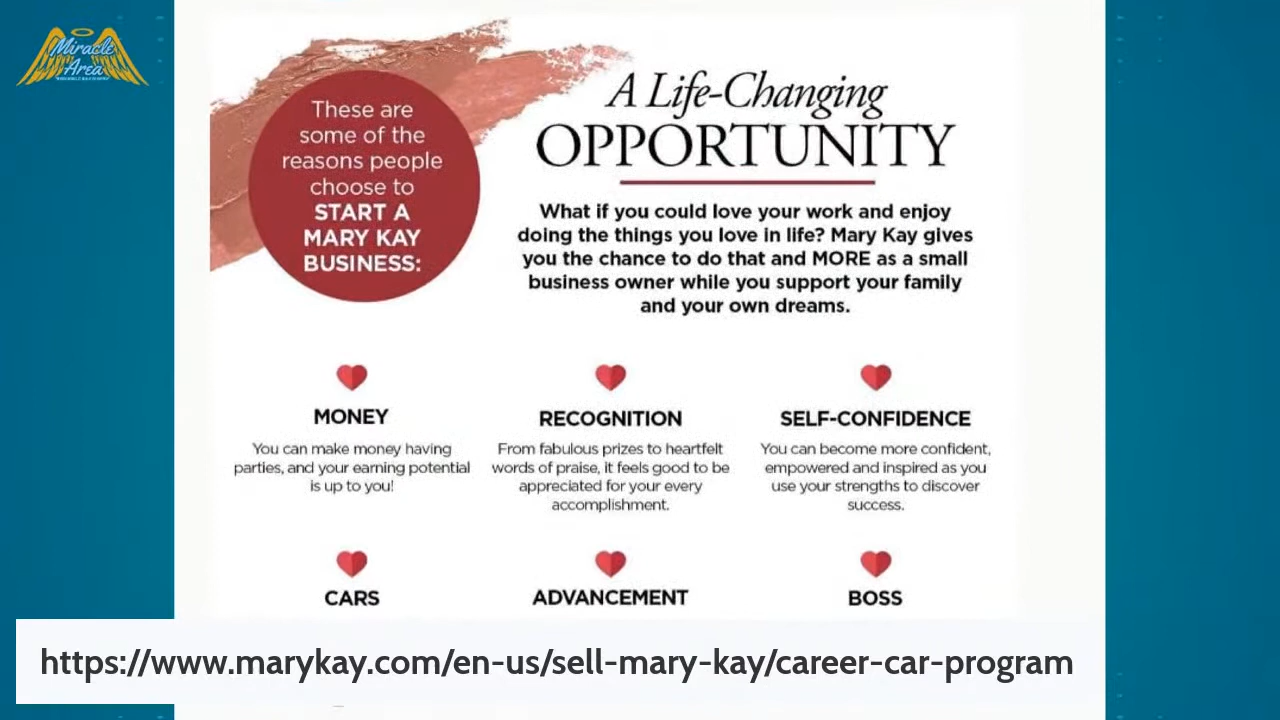 Miracle
Area
These are
some of the
reasons people
choose to
START A
MARY KAY
BUSINESS:
A Life-Changing
OPPORTUNITY
What if you could love your work and enjoy
doing the things you love in life? Mary Kay gives
you the chance to do that and MORE as a small
business owner while you support your family
and your own dreams.
MONEY
You can make money having
parties, and your earning potential
is up to you!
RECOGNITION
From fabulous prizes to heartfelt
words of praise, it feels good to be
appreciated for your every
accomplishment.
SELF-CONFIDENCE
You can become more confident,
empowered and inspired as you
use your strengths to discover
success.
CARS
ADVANCEMENT
BOSS
https://www.marykay.com/en-us/sell-mary-kay/career-car-program